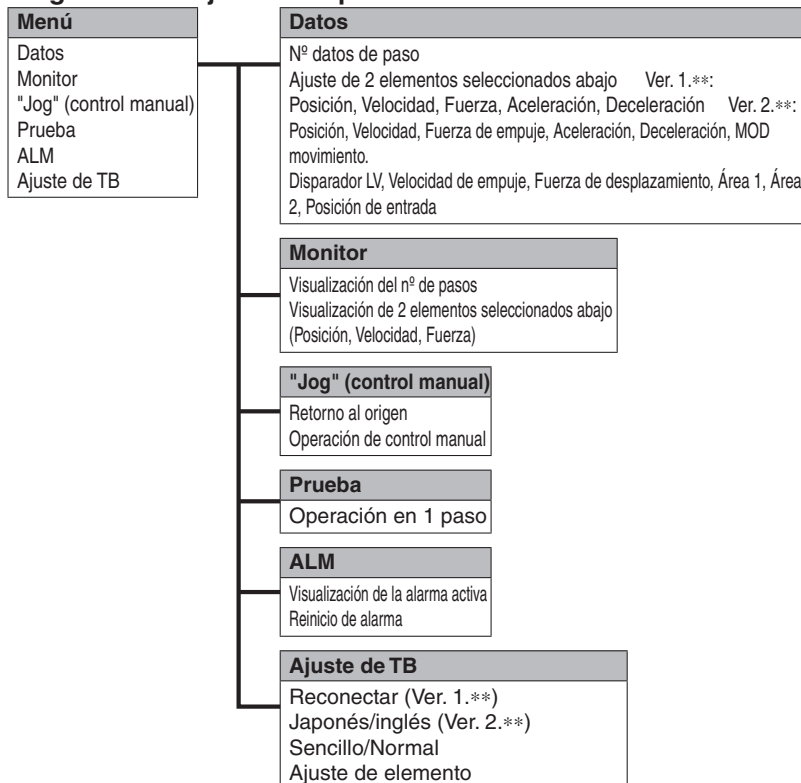 Menú
Datos
Monitor
"Jog" (control manual)
Prueba
ALM
Ajuste de TB
Datos
Nº datos de paso
Ajuste de 2 elementos seleccionados abajo Ver. 1.**:
Posición, Velocidad, Fuerza, Aceleración, Deceleración Ver. 2.**:
Posición, Velocidad, Fuerza de empuje, Aceleración, Deceleración, MOD
movimiento.
Disparador LV, Velocidad de empuje, Fuerza de desplazamiento, Área 1, Área
2, Posición de entrada
Monitor
Visualización del nº de pasos
Visualización de 2 elementos seleccionados abajo
(Posición, Velocidad, Fuerza)
"Jog" (control manual)
Retorno al origen
Operación de control manual
Prueba
Operación en 1 paso
ALM
Visualización de la alarma activa
Reinicio de alarma
Ajuste de TB
Reconectar (Ver. 1.**)
Japonés/inglés (Ver. 2.**)
Sencillo/Normal
Ajuste de elemento